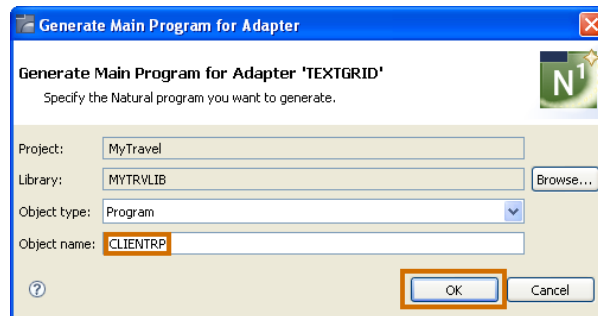 Generate Main Program for Adapter
Generate Main Program for Adapter 'TEXTGRID'
Specify the Natural program you want to generate.
N1
Project: MyTravel
Library: MYTRVLIB Browse...
Object type: Program
Object name: CLIENTRP
? OK Cancel